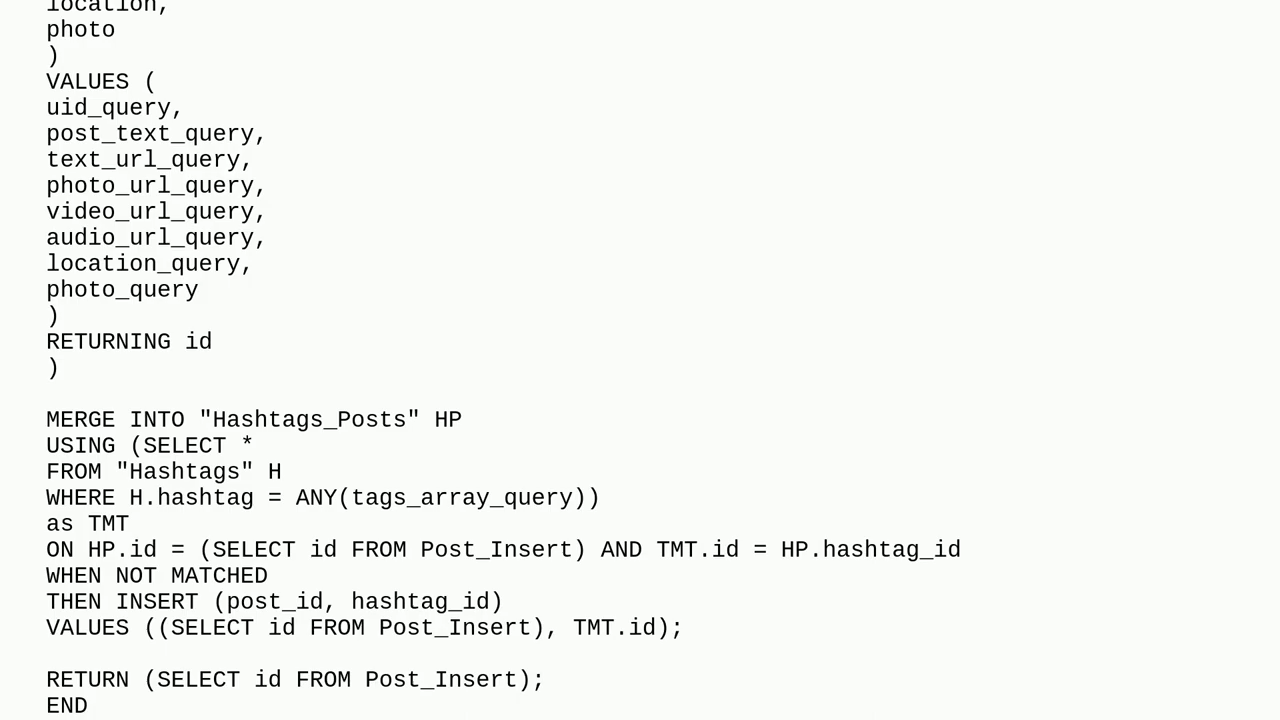 location,
photo
)
VALUES (
uid_query,
post_text_query,
text_url_query,
photo_url_query,
video_url_query,
audio_url_query,
location_query,
photo_query
)
RETURNING id
)
MERGE INTO "Hashtags_Posts" HP
USING (SELECT *
FROM "Hashtags" H
WHERE H.hashtag = ANY(tags_array_query))
as TMT
ON HP.id = (SELECT id FROM Post_Insert) AND TMT.id = HP.hashtag_id
WHEN NOT MATCHED
THEN INSERT (post_id, hashtag_id)
VALUES ((SELECT id FROM Post_Insert), TMT.id);
RETURN (SELECT id FROM Post_Insert);
END